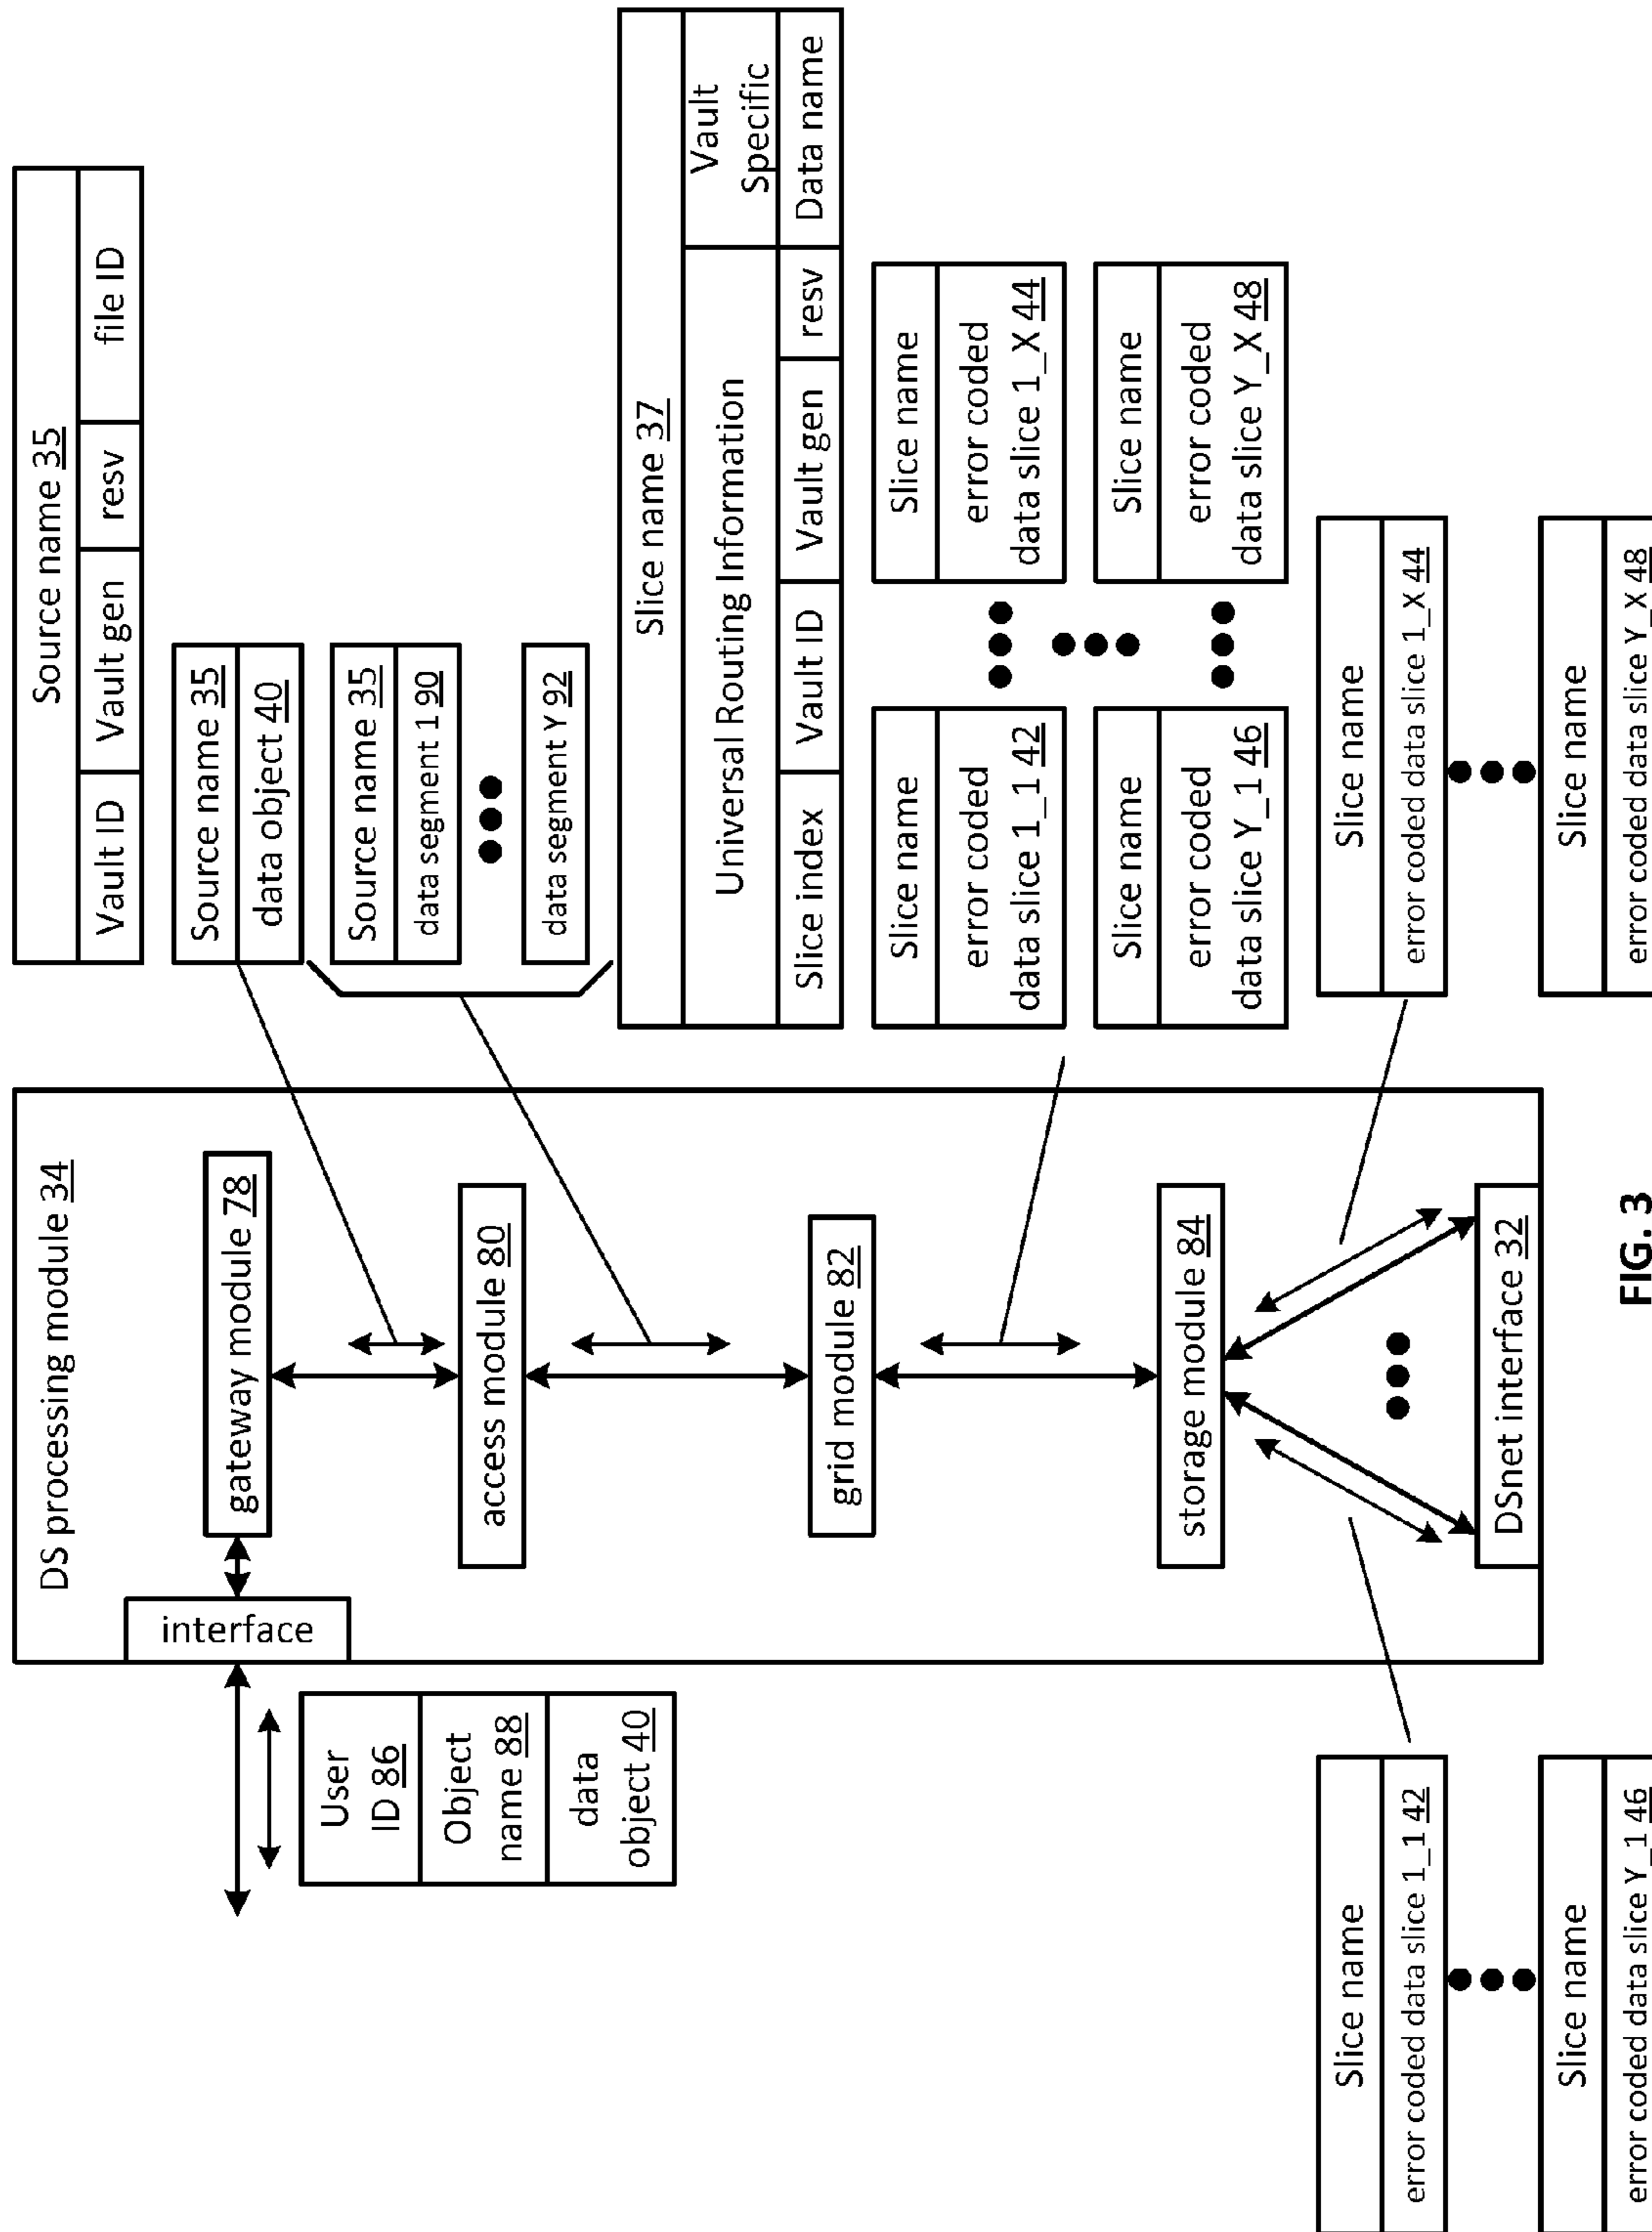 DS processing module 34
interface
gateway module 78
access module 80
grid module 82
storage module 84
DSnet interface 32
User
ID 86
Object
name 88
data
object 40
Source name 35
Vault ID
Vault gen
resv
file ID
Source name 35
data object 40
Source name 35
data segment 1 90
data segment Y 92
Slice name 37
Universal Routing Information
Vault
Specific
Slice index
Vault ID
Vault gen
resv
Data name
Slice name
error coded
data slice 1_1 42
Slice name
error coded
data slice 1_X 44
Slice name
error coded
data slice Y_1 46
Slice name
error coded
data slice Y_X 48
Slice name
error coded data slice 1_1 42
Slice name
error coded data slice Y_1 46
Slice name
error coded data slice 1_X 44
Slice name
error coded data slice Y_X 48
FIG. 3